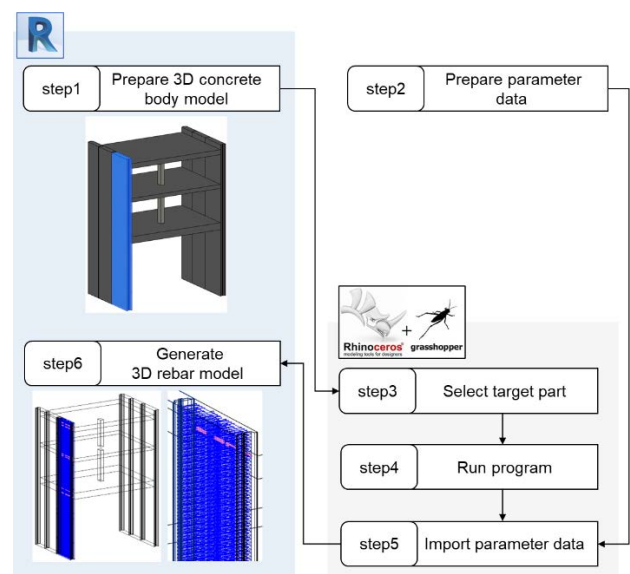 R
step1
Prepare 3D concrete
body model
step2
Prepare parameter
data
Rhinoceros®
modeling tools for designers
+
grasshopper
step6
Generate
3D rebar model
step3
Select target part
step4
Run program
step5
Import parameter data